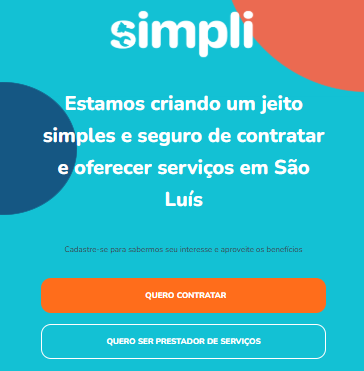 simpli
Estamos criando um jeito
simples e seguro de contratar
e oferecer serviços em São
Luís
Cadastre-se para sabermos seu interesse e aproveite os benefícios
QUERO CONTRATAR
QUERO SER PRESTADOR DE SERVIÇOS